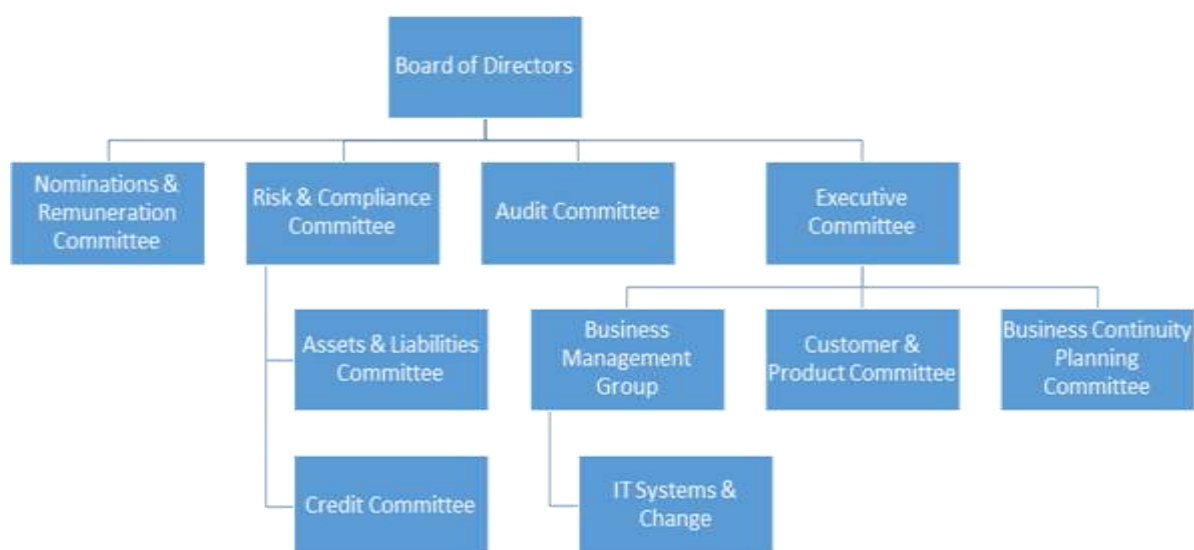 Board of Directors
Nominations &
Remuneration
Committee
Risk & Compliance
Committee
Audit Committee
Executive
Committee
Assets & Liabilities
Committee
Business
Management
Group
Customer &
Product Committee
Business Continuity
Planning
Committee
Credit Committee
IT Systems &
Change